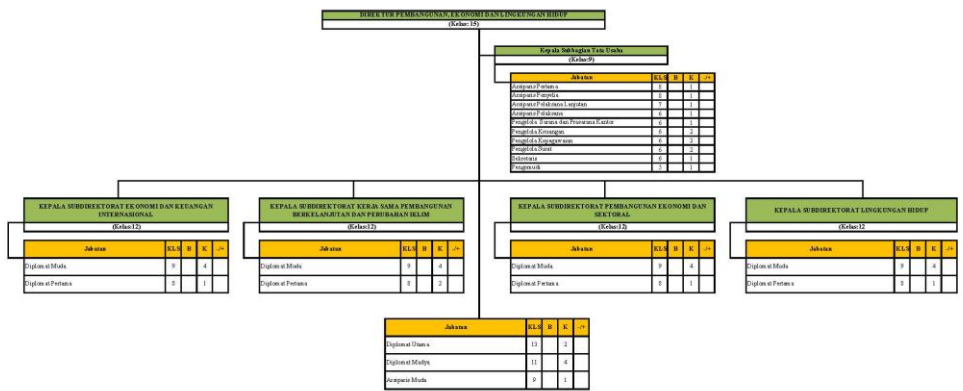 DIREKTUR PEMBANGUNAN, EKONOMI DAN LINGKUNGAN HIDUP
(Kelas: 15)
Kepala Subbagian Tata Usaha
(Kelas:9)
Jabatan KLS B K -/+
Arsiparis Pertama 8 1
Arsiparis Penyelia 8 1
Arsiparis Pelaksana Lanjutan 7 1
Arsiparis Pelaksana 6 1
Pengelola Sarana dan Prasarana Kantor 6 1
Pengelola Keuangan 6 2
Pengelola Kepegawaian 6 2
Pengelola Surat 6 2
Sekretaris 6 1
Pengemudi 3 1
KEPALA SUBDIREKTORAT EKONOMI DAN KEUANGAN
INTERNASIONAL
(Kelas:12)
Jabatan KLS B K -/+
Diplomat Muda 9 4
Diplomat Pertama 8 1
KEPALA SUBDIREKTORAT KERJA SAMA PEMBANGUNAN
BERKELANJUTAN DAN PERUBAHAN IKLIM
(Kelas:12)
Jabatan KLS B K -/+
Diplomat Muda 9 4
Diplomat Pertama 8 2
KEPALA SUBDIREKTORAT PEMBANGUNAN EKONOMI DAN
SEKTORAL
(Kelas:12)
Jabatan KLS B K -/+
Diplomat Muda 9 4
Diplomat Pertama 8 1
KEPALA SUBDIREKTORAT LINGKUNGAN HIDUP
(Kelas:12
Jabatan KLS B K -/+
Diplomat Muda 9 4
Diplomat Pertama 8 1
Jabatan KLS B K -/+
Diplomat Utama 13 2
Diplomat Madya 11 4
Arsiparis Muda 9 1